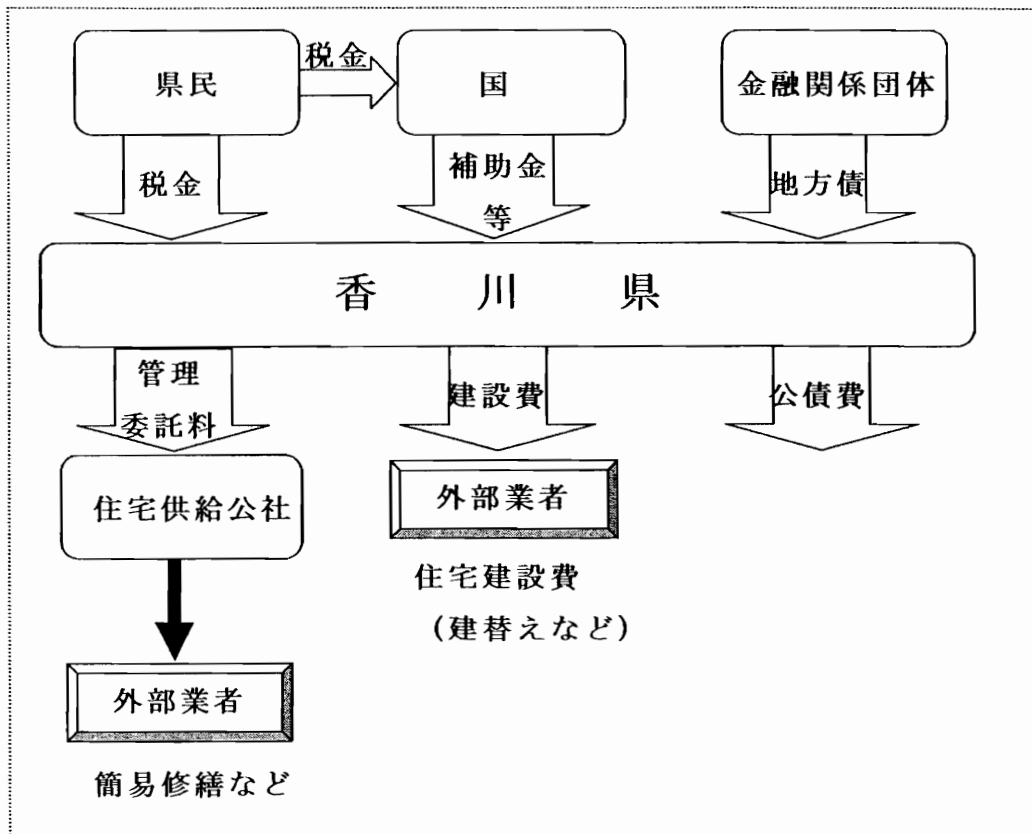 県民
税金
国
金融関係団体
税金
補助金
等
地方債
香川県
管理
委託料
建設費
公債費
住宅供給公社
外部業者
住宅建設費
(建替えなど)
外部業者
簡易修繕など